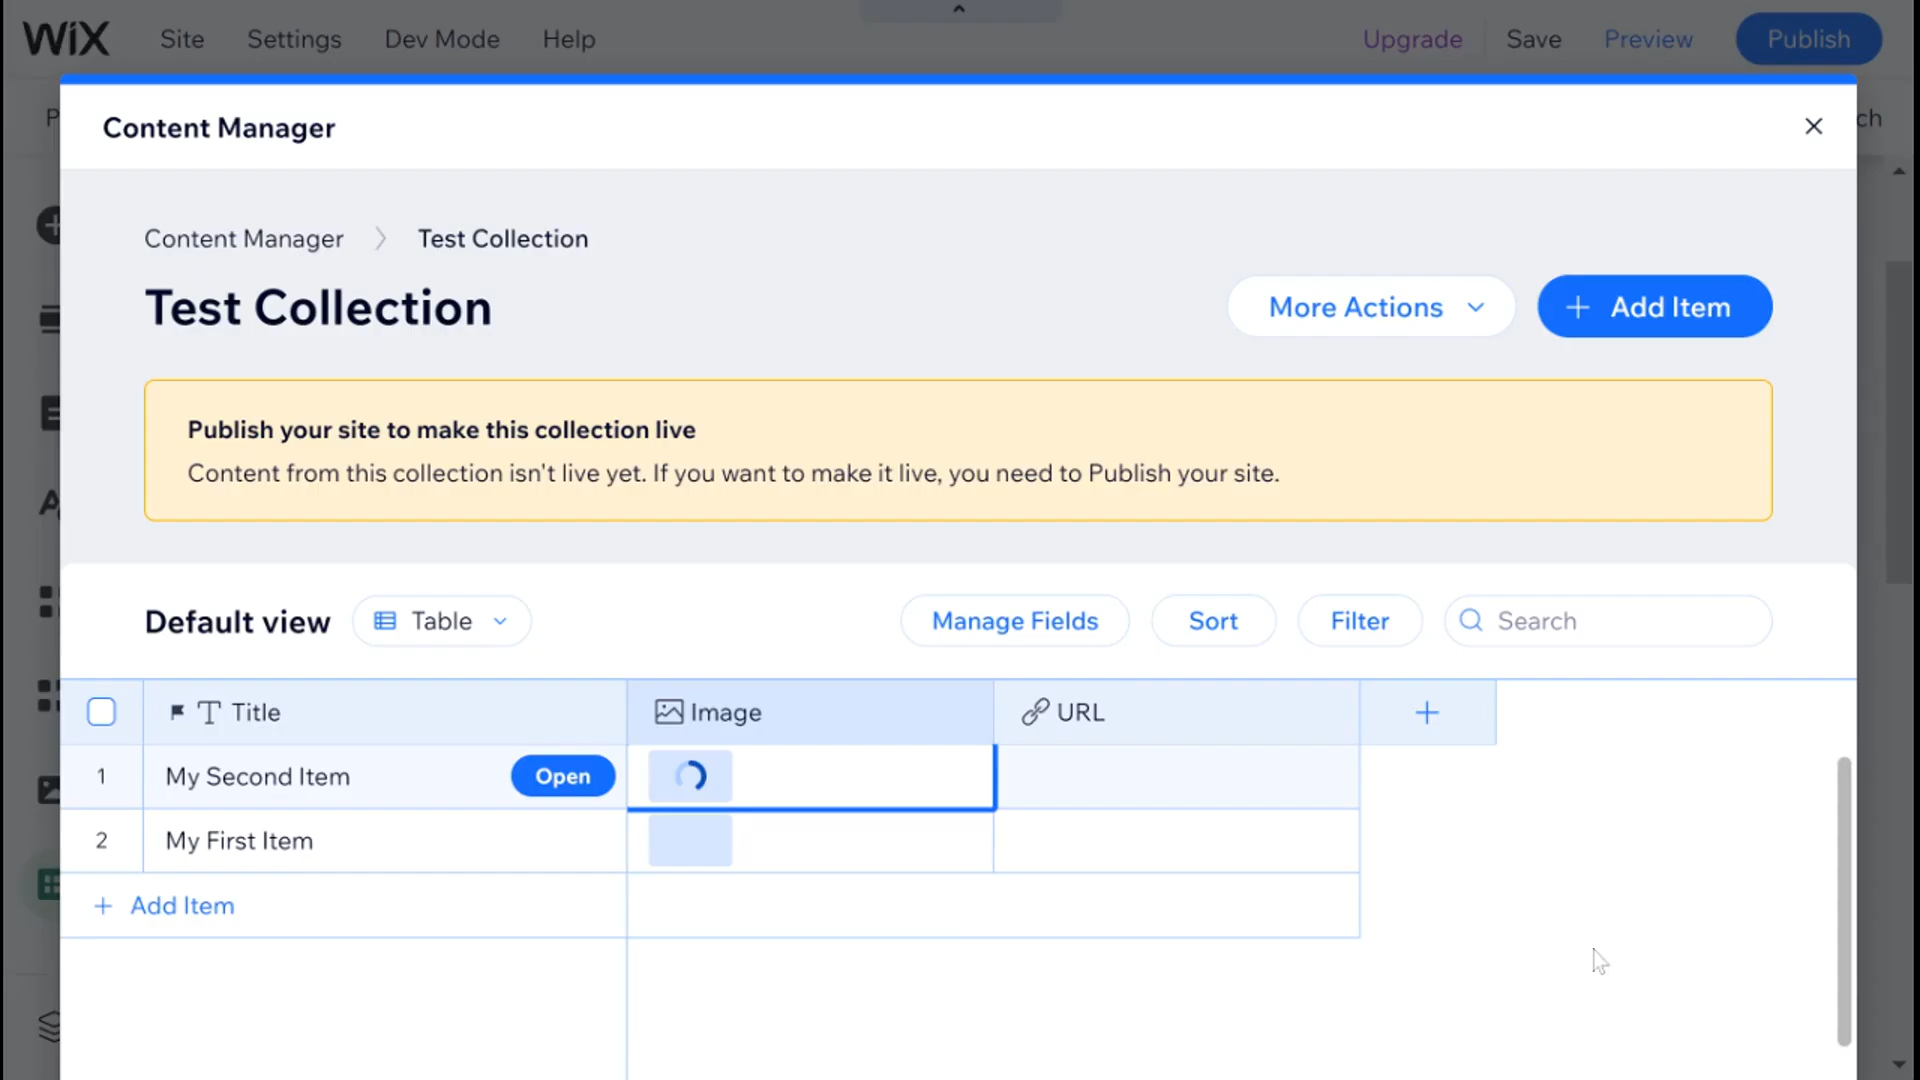 WiX Site Settings Dev Mode Help Upgrade Save Preview Publish
Content Manager
Content Manager Test Collection
Test Collection
More Actions
Add Item
Publish your site to make this collection live
Content from this collection isn't live yet. If you want to make it live, you need to Publish your site.
Default view
Table
Manage Fields
Sort
Filter
Search
Title Image URL
1 My Second Item Open
2 My First Item
+ Add Item